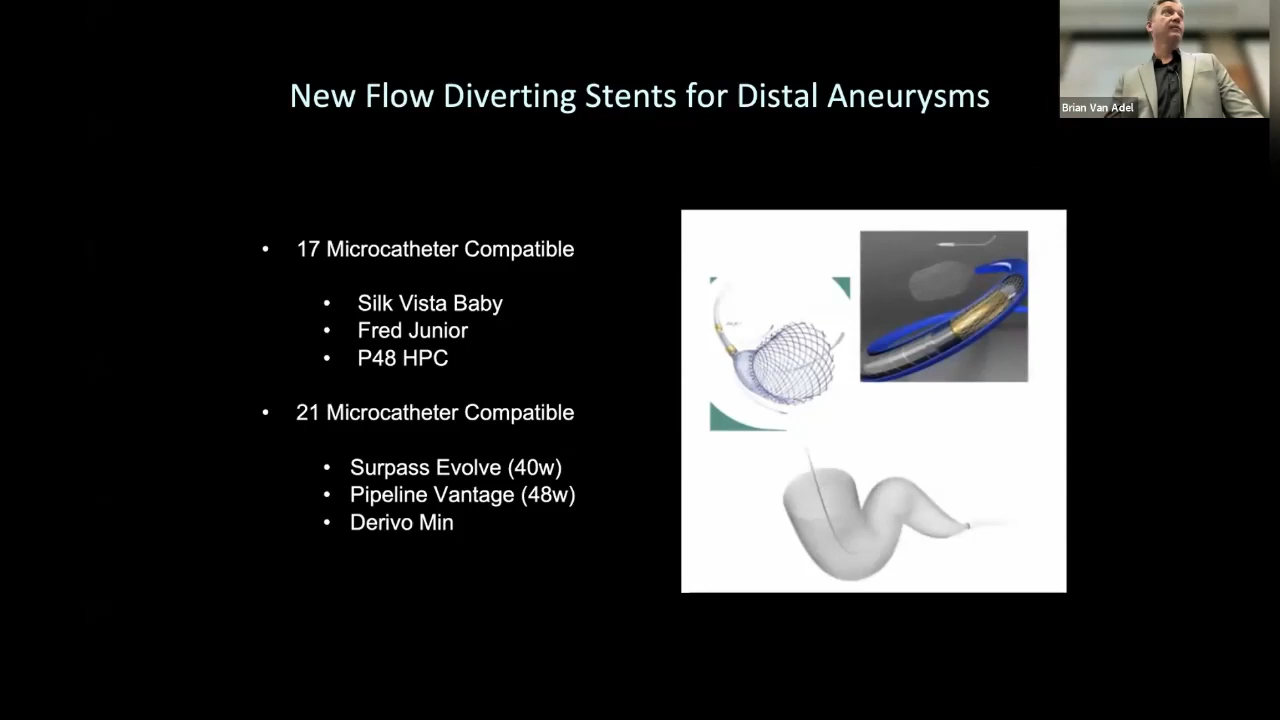 New Flow Diverting Stents for Distal Aneurysms
Brian Van Adel
• 17 Microcatheter Compatible
• Silk Vista Baby
• Fred Junior
• P48 HPC
• 21 Microcatheter Compatible
• Surpass Evolve (40w)
• Pipeline Vantage (48w)
• Derivo Min